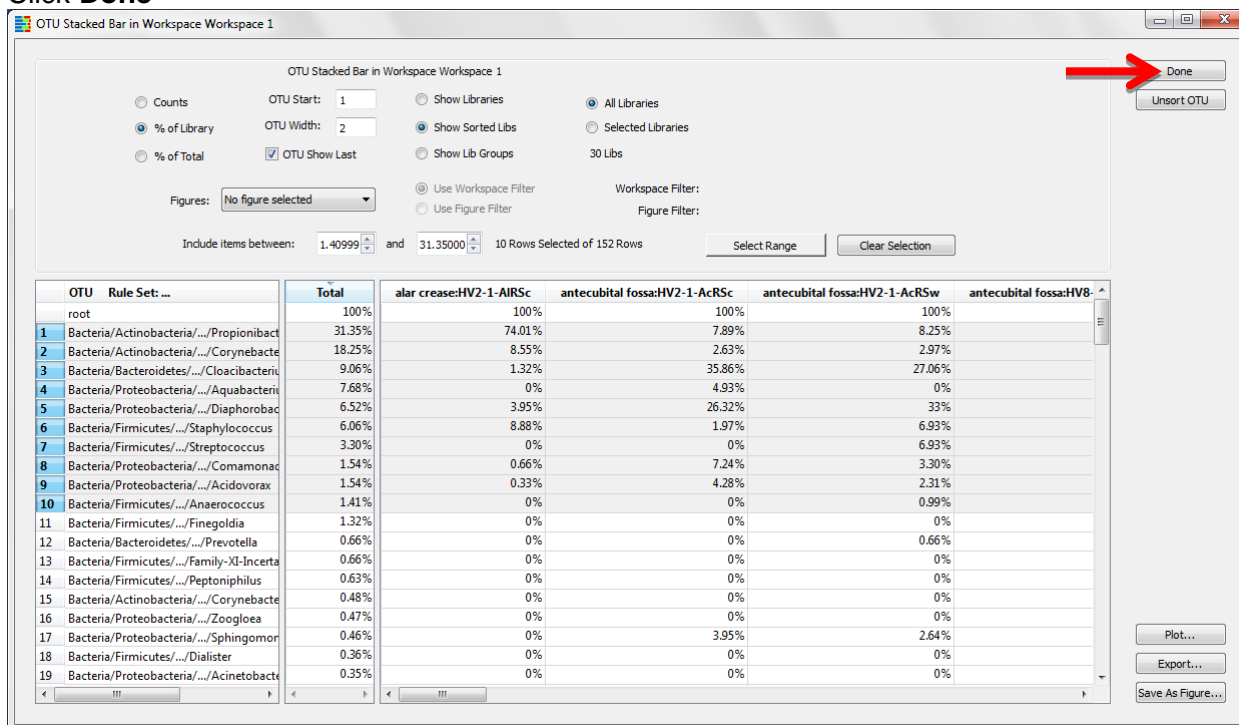 Click Done
OTU Stacked Bar in Workspace Workspace 1
OTU Stacked Bar in Workspace Workspace 1
Done
Counts OTU Start: 1 Show Libraries All Libraries Unsort OTU
% of Library OTU Width: 2 Show Sorted Libs Selected Libraries
% of Total OTU Show Last Show Lib Groups 30 Libs
Figures: No figure selected Use Workspace Filter Workspace Filter:
Use Figure Filter Figure Filter:
Include items between: 1.40999 and 31.35000 10 Rows Selected of 152 Rows Select Range Clear Selection
OTU Rule Set: ... Total alar crease:HV2-1-AlRSc antecubital fossa:HV2-1-AcRSc antecubital fossa:HV2-1-AcRSw antecubital fossa:HV8-
root 100% 100% 100% 100%
1 Bacteria/Actinobacteria/.../Propionibact 31.35% 74.01% 7.89% 8.25%
2 Bacteria/Actinobacteria/.../Corynebacte 18.25% 8.55% 2.63% 2.97%
3 Bacteria/Bacteroidetes/.../Cloacibacteriu 9.06% 1.32% 35.86% 27.06%
4 Bacteria/Proteobacteria/.../Aquabacteriu 7.68% 0% 4.93% 0%
5 Bacteria/Proteobacteria/.../Diaphorobac 6.52% 3.95% 26.32% 33%
6 Bacteria/Firmicutes/.../Staphylococcus 6.06% 8.88% 1.97% 6.93%
7 Bacteria/Firmicutes/.../Streptococcus 3.30% 0% 0% 6.93%
8 Bacteria/Proteobacteria/.../Comamonac 1.54% 0.66% 7.24% 3.30%
9 Bacteria/Proteobacteria/.../Acidovorax 1.54% 0.33% 4.28% 2.31%
10 Bacteria/Firmicutes/.../Anaerococcus 1.41% 0% 0% 0.99%
11 Bacteria/Firmicutes/.../Finegoldia 1.32% 0% 0% 0%
12 Bacteria/Bacteroidetes/.../Prevotella 0.66% 0% 0% 0.66%
13 Bacteria/Firmicutes/.../Family-XI-Incerta 0.66% 0% 0% 0%
14 Bacteria/Firmicutes/.../Peptoniphilus 0.63% 0% 0% 0%
15 Bacteria/Actinobacteria/.../Corynebacte 0.48% 0% 0% 0%
16 Bacteria/Proteobacteria/.../Zoogloea 0.47% 0% 0% 0%
17 Bacteria/Proteobacteria/.../Sphingomon 0.46% 0% 3.95% 2.64%
Plot...
18 Bacteria/Firmicutes/.../Dialister 0.36% 0% 0% 0%
Export...
19 Bacteria/Proteobacteria/.../Acinetobacte 0.35% 0% 0% 0%
Save As Figure...